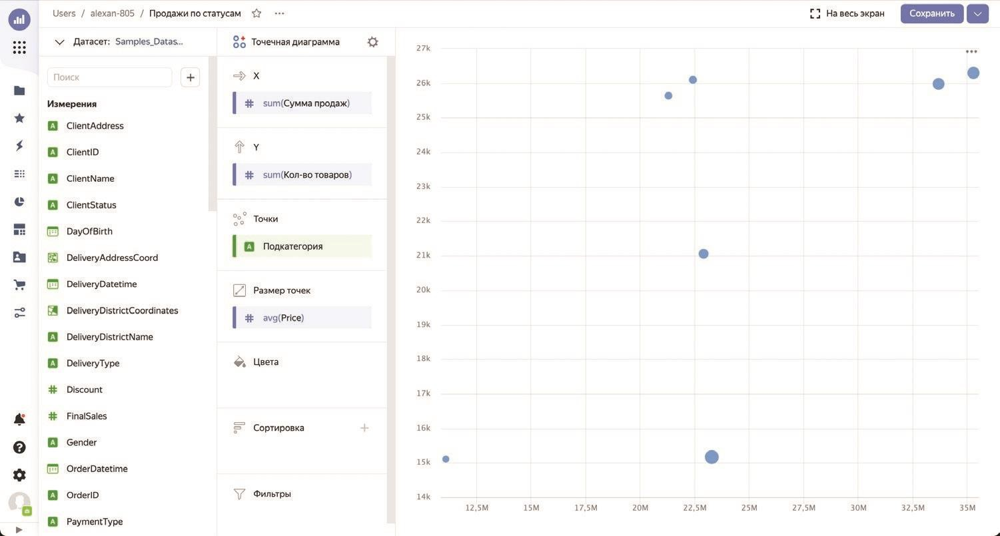 Users / alexan-805 / Продажи по статусам
На весь экран
Сохранить
Датасет: Samples_Datas...
Поиск
Измерения
ClientAddress
ClientID
ClientName
ClientStatus
DayOfBirth
DeliveryAddressCoord
DeliveryDatetime
DeliveryDistrictCoordinates
DeliveryDistrictName
DeliveryType
Discount
FinalSales
Gender
OrderDatetime
OrderID
PaymentType
Точечная диаграмма
X
sum(Сумма продаж)
Y
sum(Кол-во товаров)
Точки
Подкатегория
Размер точек
avg(Price)
Цвета
Сортировка
Фильтры
27k
26k
25k
24k
23k
22k
21k
20k
19k
18k
17k
16k
15k
14k
12,5M 15M 17,5M 20M 22,5M 25M 27,5M 30M 32,5M 35M